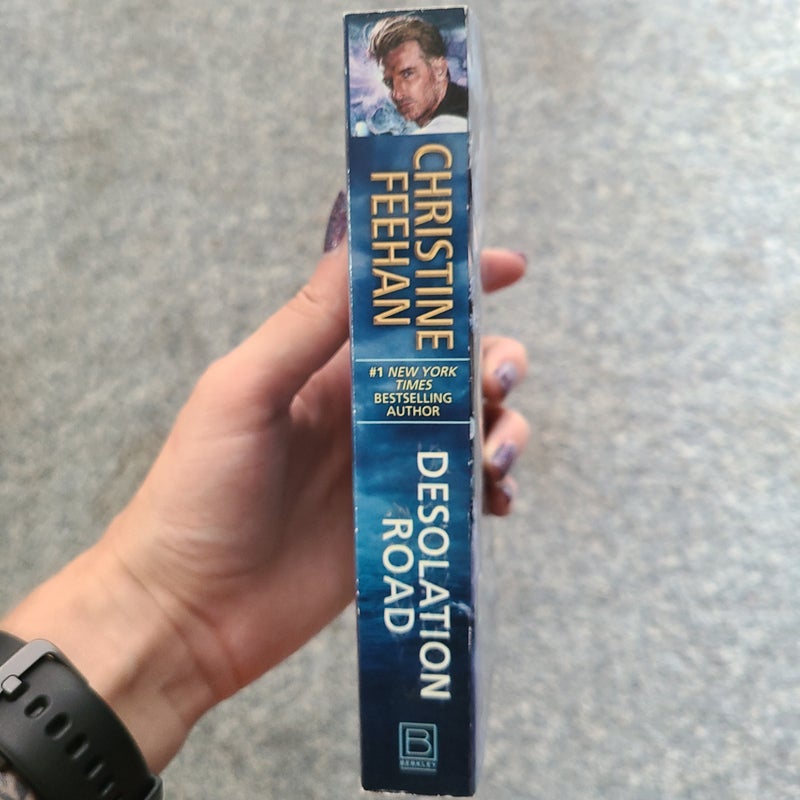 CHRISTINE
FEEHAN
#1 NEW YORK
TIMES
BESTSELLING
AUTHOR
DESOLATION
ROAD
B
BERKLEY